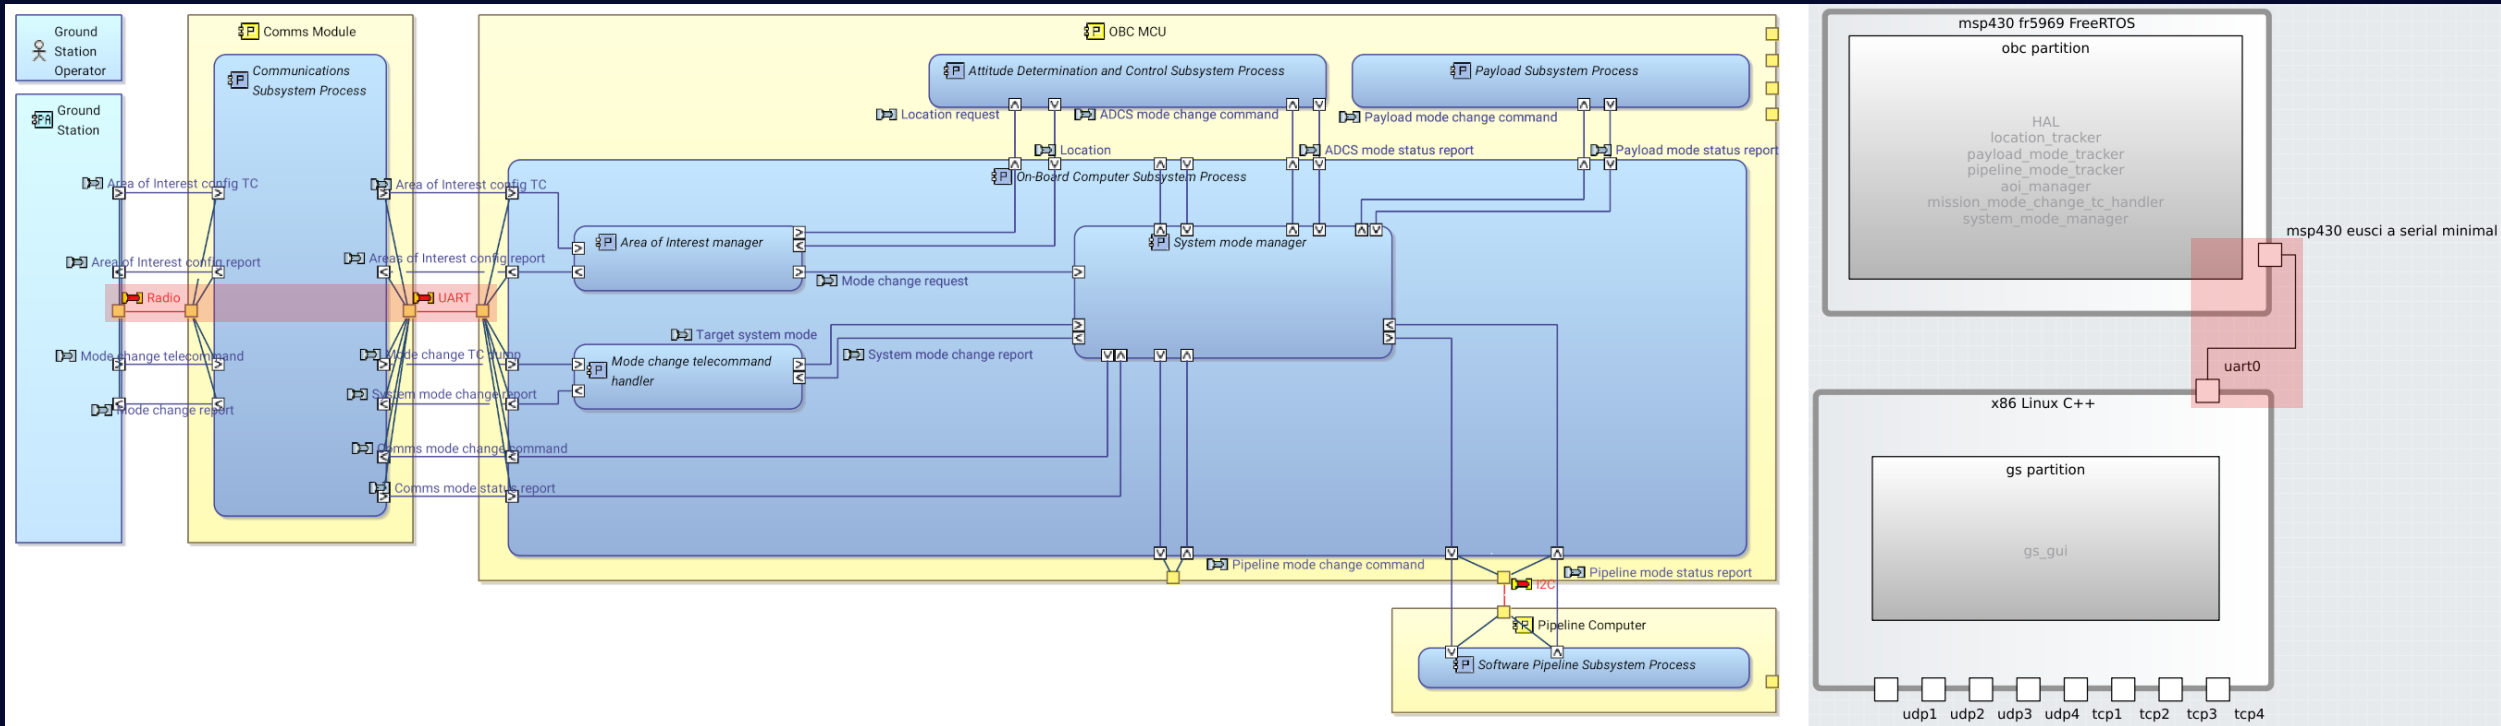 Ground
Station
Operator
Ground
Station
Comms Module
Communications
Subsystem Process
OBC MCU
Attitude Determination and Control Subsystem Process
Payload Subsystem Process
Location request
ADCS mode change command
Payload mode change command
Location
ADCS mode status report
Payload mode status report
On-Board Computer Subsystem Process
Area of Interest config TC
Area of Interest config TC
Area of Interest manager
System mode manager
Area of Interest config report
Areas of Interest config report
Mode change request
Radio
UART
Target system mode
Mode change telecommand
Mode change TC dump
Mode change telecommand
handler
System mode change report
System mode change report
Mode change report
Comms mode change command
Comms mode status report
Pipeline mode change command
Pipeline mode status report
I2C
Pipeline Computer
Software Pipeline Subsystem Process
msp430 fr5969 FreeRTOS
obc partition
HAL
location_tracker
payload_mode_tracker
pipeline_mode_tracker
aoi_manager
mission_mode_change_tc_handler
system_mode_manager
msp430 eusci a serial minimal
uart0
x86 Linux C++
gs partition
gs_gui
udp1 udp2 udp3 udp4 tcp1 tcp2 tcp3 tcp4